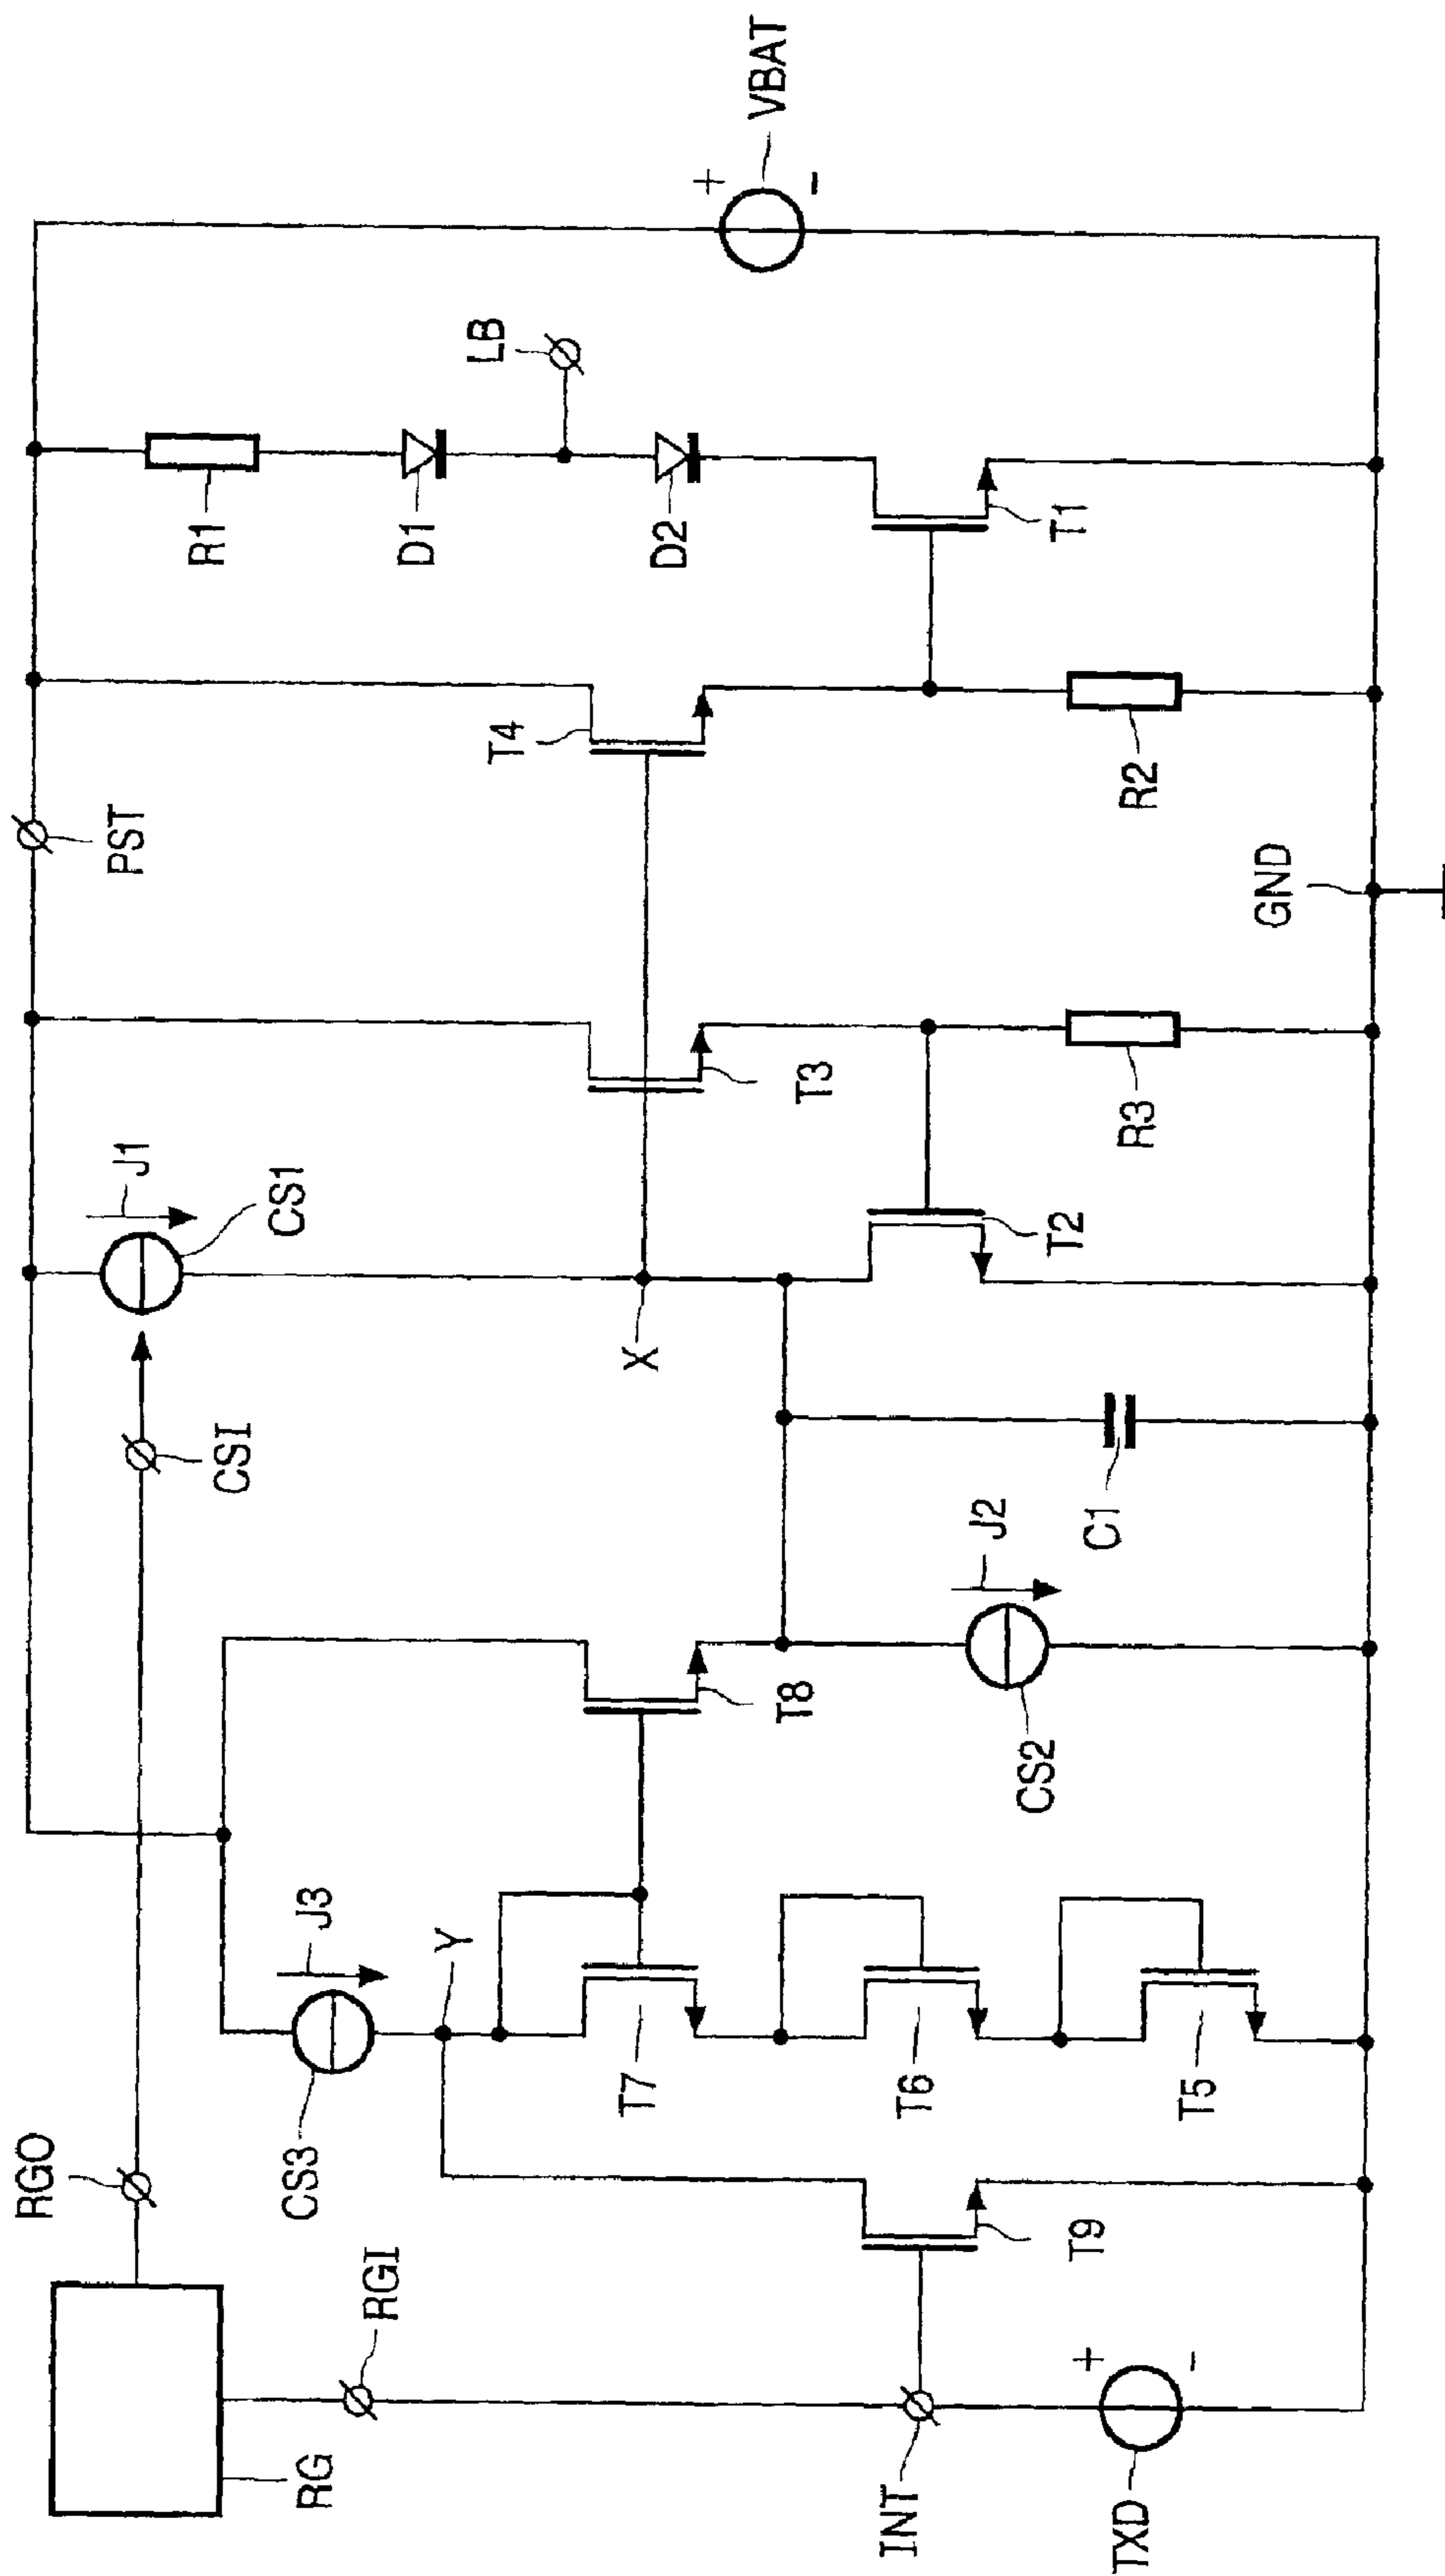 RG
RGO
RGI
INT
TXD
+
-
CS3
J3
Y
T7
T6
T5
T9
T8
CS2
J2
C1
CSI
CS1
J1
X
T2
T3
R3
PST
GND
T4
R2
R1
D1
LB
D2
T1
+
-
VBAT